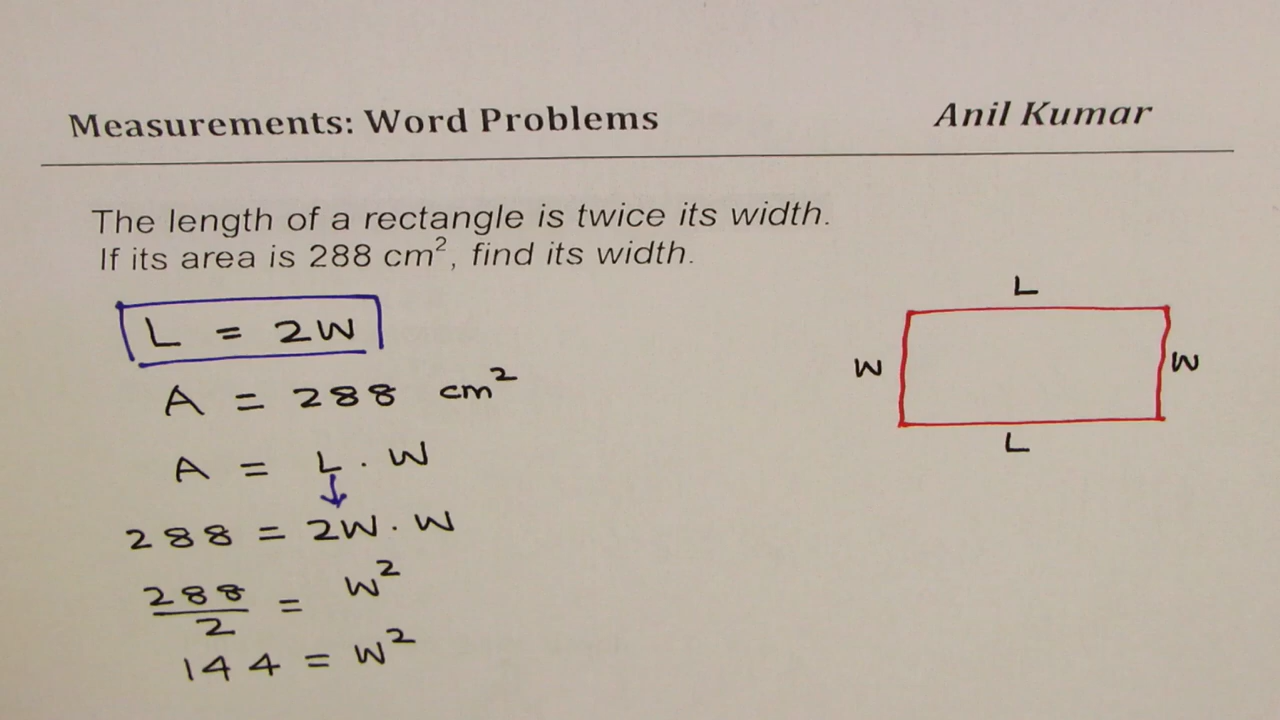 Measurements: Word Problems Anil Kumar
The length of a rectangle is twice its width.
If its area is 288 cm², find its width.
L = 2W
A = 288 cm²
A = L . W
288 = 2W . W
288/2 = W²
144 = W²
L
W W
L